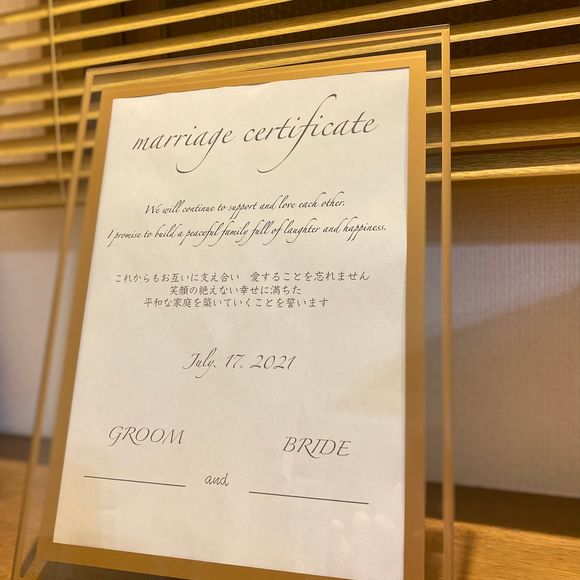 marriage certificate
We will continue to support and love each other.
I promise to build a peaceful family full of laughter and happiness.
これからもお互いに支え合い 愛することを忘れません
笑顔の絶えない幸せに満ちた
平和な家庭を築いていくことを誓います
July. 17, 2021
GROOM BRIDE
and